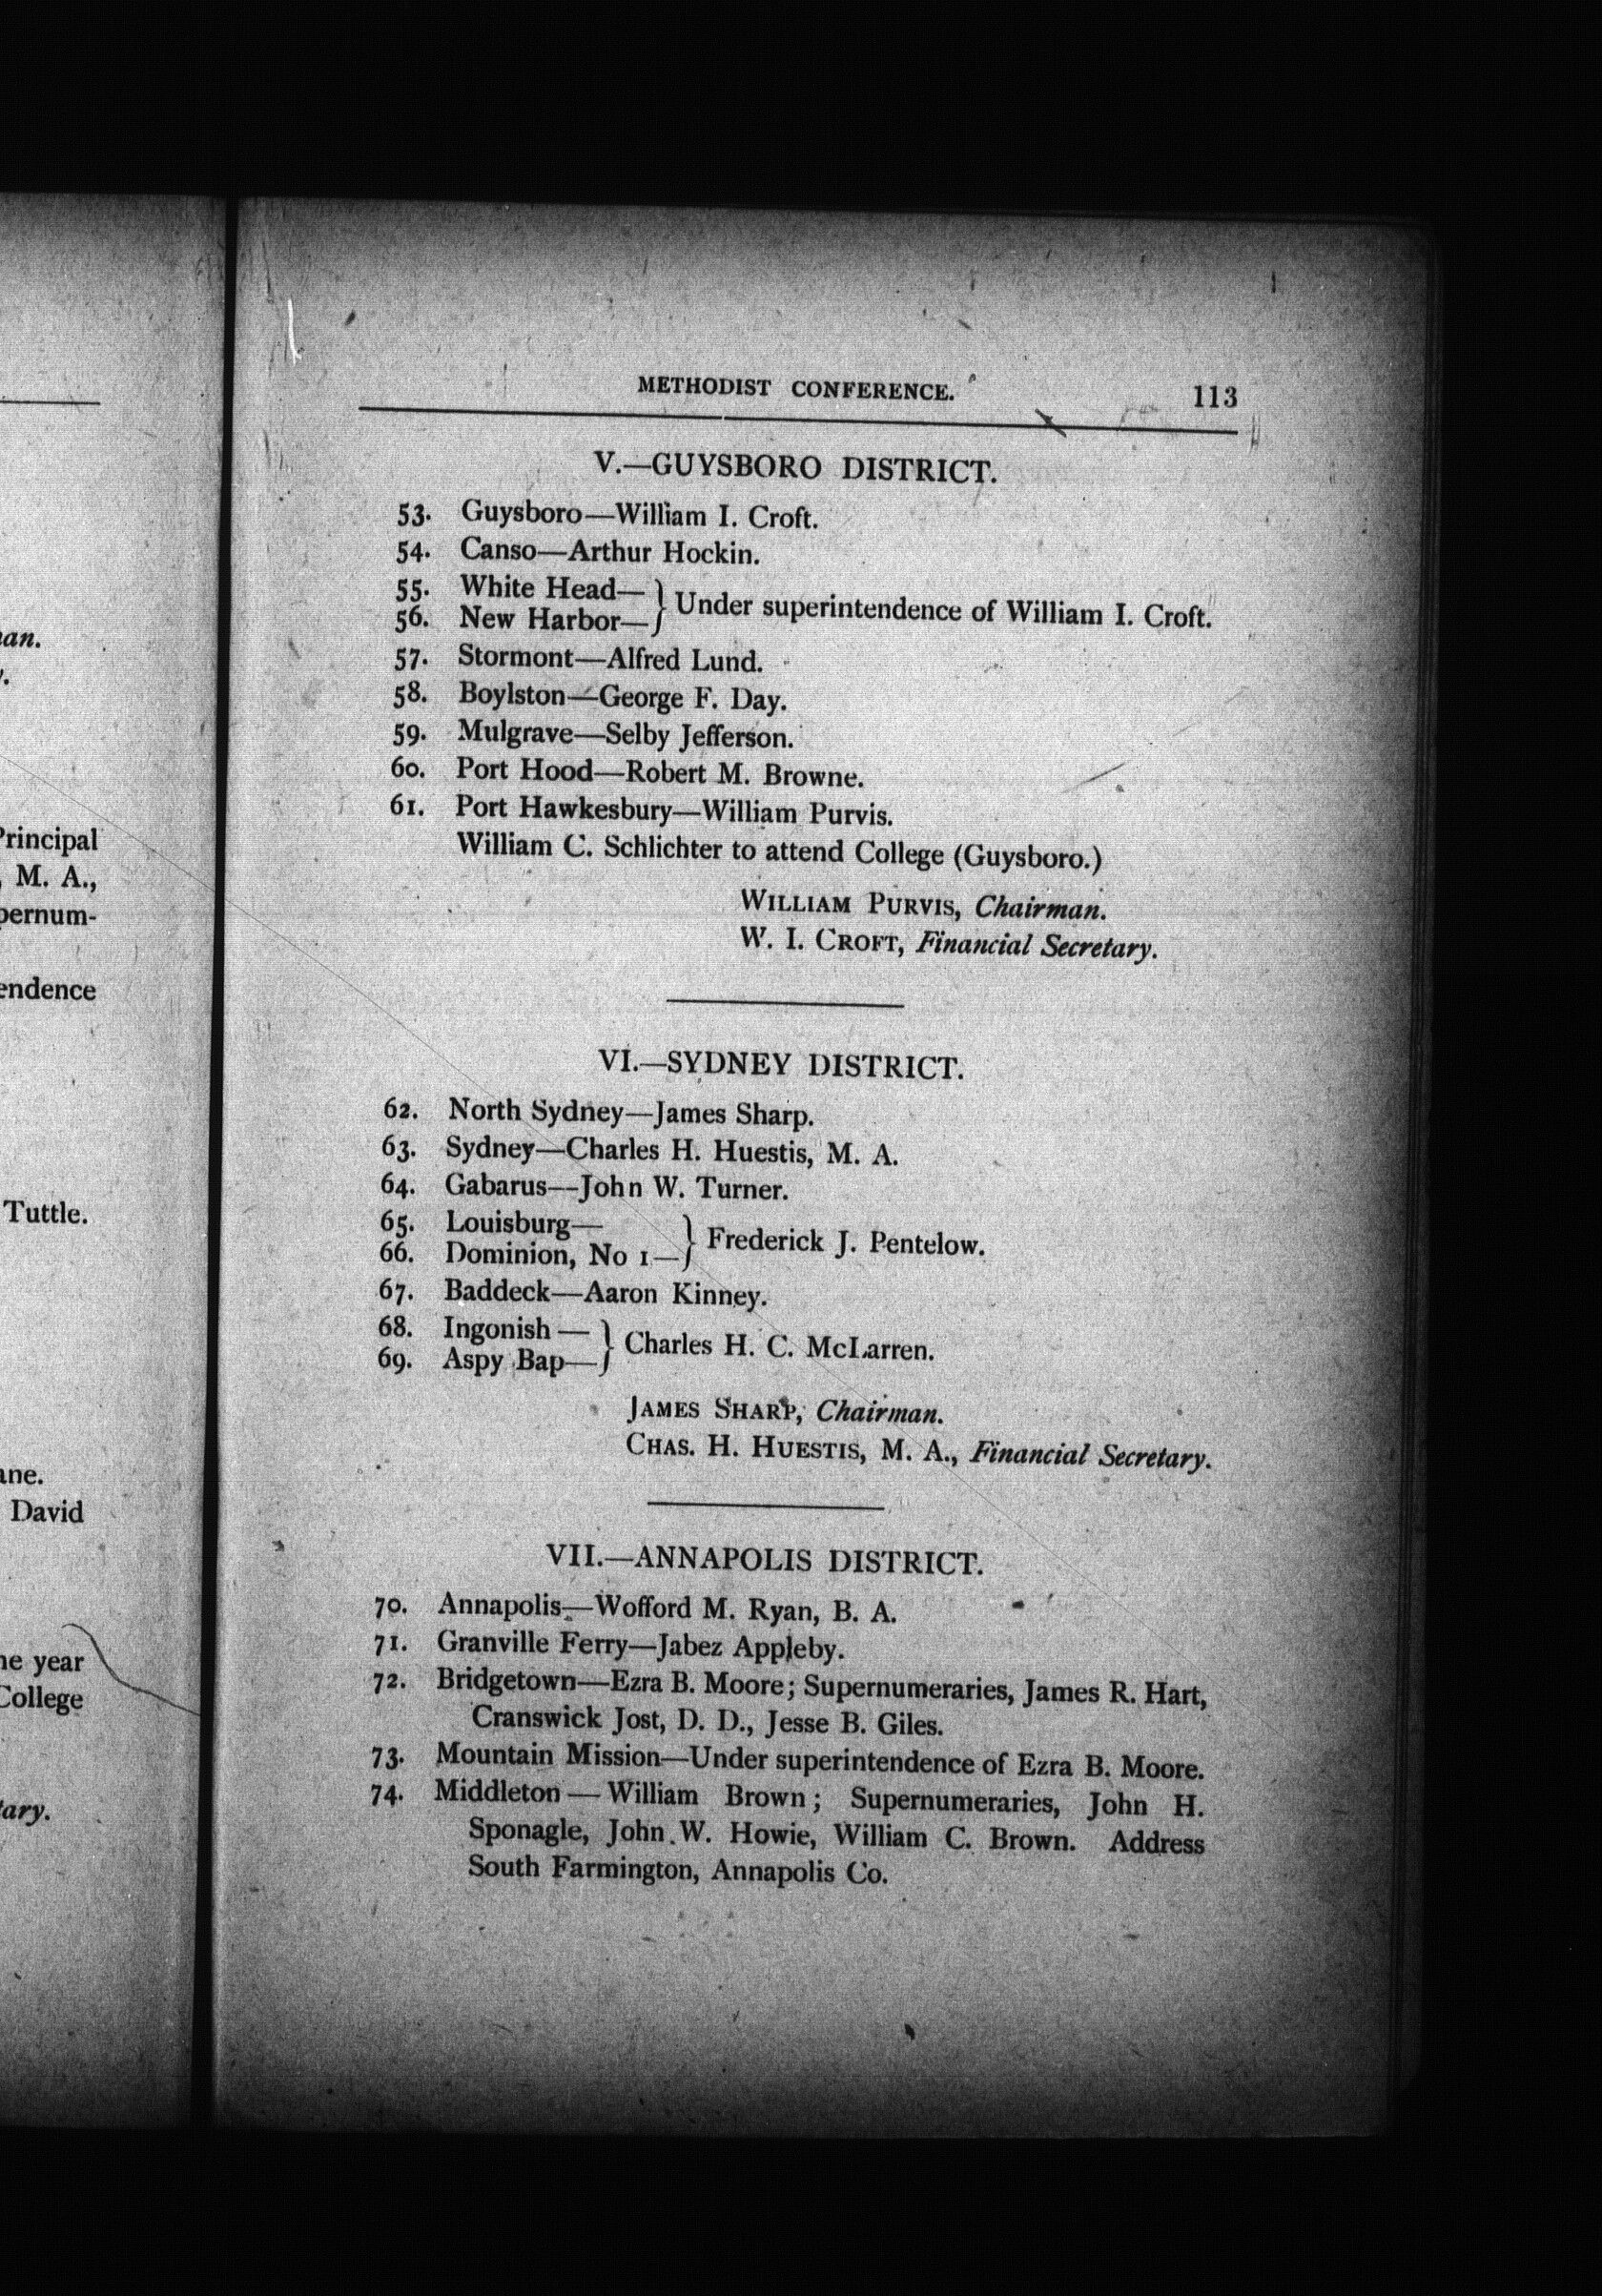 METHODIST CONFERENCE. 113
V.—GUYSBORO DISTRICT.
53. Guysboro—William I. Croft.
54. Canso—Arthur Hockin.
55. White Head—
56. New Harbor—} Under superintendence of William I. Croft.
57. Stormont—Alfred Lund.
58. Boylston—George F. Day.
59. Mulgrave—Selby Jefferson.
60. Port Hood—Robert M. Browne.
61. Port Hawkesbury—William Purvis.
William C. Schlichter to attend College (Guysboro.)
WILLIAM PURVIS, Chairman.
W. I. CROFT, Financial Secretary.
VI.—SYDNEY DISTRICT.
62. North Sydney—James Sharp.
63. Sydney—Charles H. Huestis, M. A.
64. Gabarus—John W. Turner.
65. Louisburg—
66. Dominion, No 1—} Frederick J. Pentelow.
67. Baddeck—Aaron Kinney.
68. Ingonish —
69. Aspy Bap—} Charles H. C. McLarren.
JAMES SHARP, Chairman.
CHAS. H. HUESTIS, M. A., Financial Secretary.
VII.—ANNAPOLIS DISTRICT.
70. Annapolis—Wofford M. Ryan, B. A.
71. Granville Ferry—Jabez Appleby.
72. Bridgetown—Ezra B. Moore; Supernumeraries, James R. Hart,
Cranswick Jost, D. D., Jesse B. Giles.
73. Mountain Mission—Under superintendence of Ezra B. Moore.
74. Middleton — William Brown; Supernumeraries, John H.
Sponagle, John W. Howie, William C. Brown. Address
South Farmington, Annapolis Co.
Principal
M. A.,
Tuttle.
David
year
College